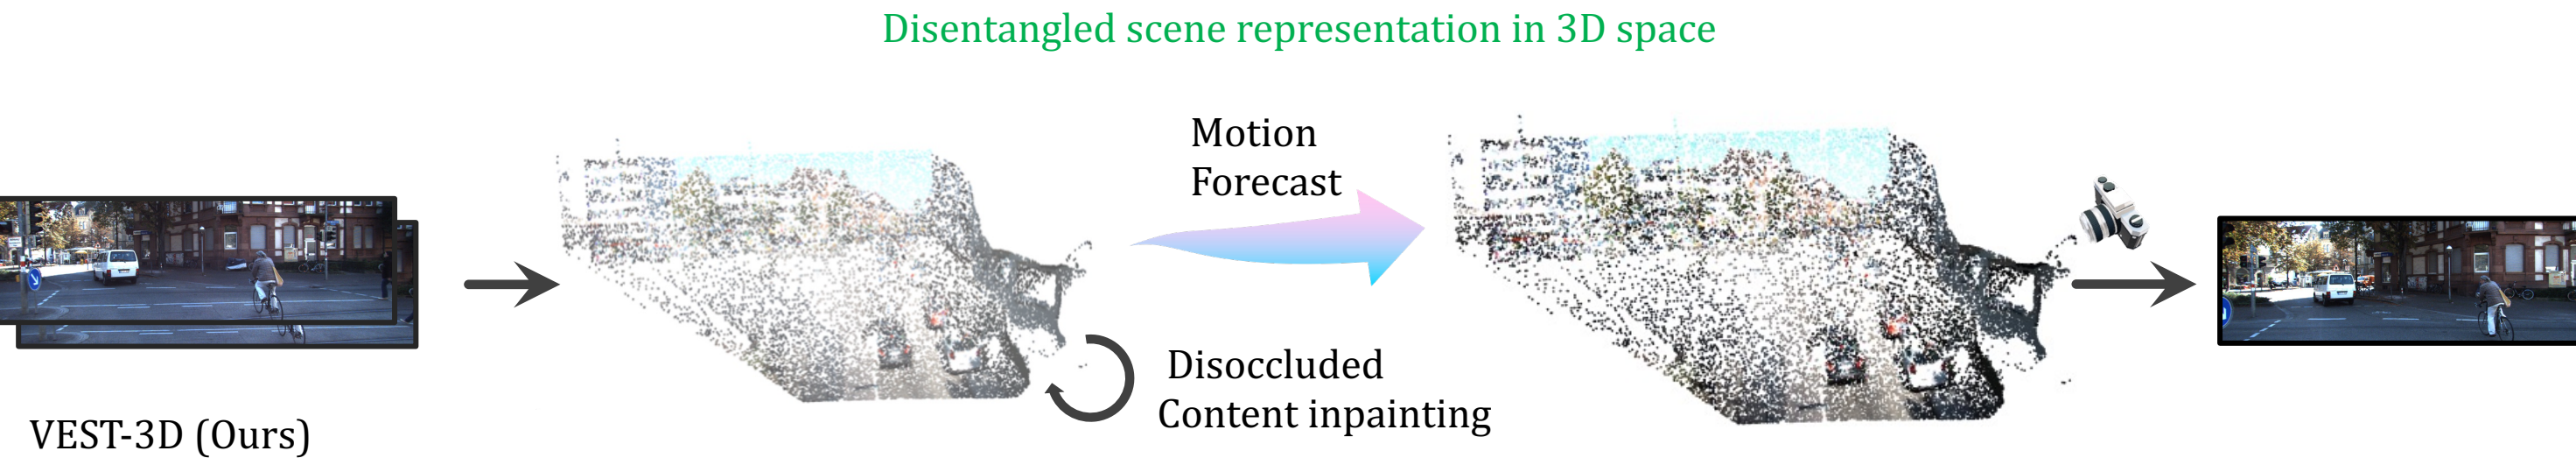 Disentangled scene representation in 3D space
Motion
Forecast
Disoccluded
Content inpainting
VEST-3D (Ours)